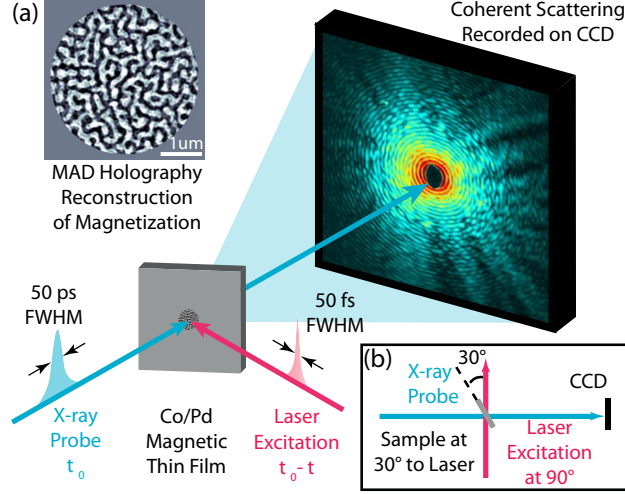 (a)
Coherent Scattering
Recorded on CCD
1um
MAD Holography
Reconstruction
of Magnetization
50 ps
FWHM
50 fs
FWHM
X-ray
Probe
t₀
Co/Pd
Magnetic
Thin Film
Laser
Excitation
t₀- t
(b)
30°
X-ray
Probe
CCD
Sample at
30° to Laser
Laser
Excitation
at 90°